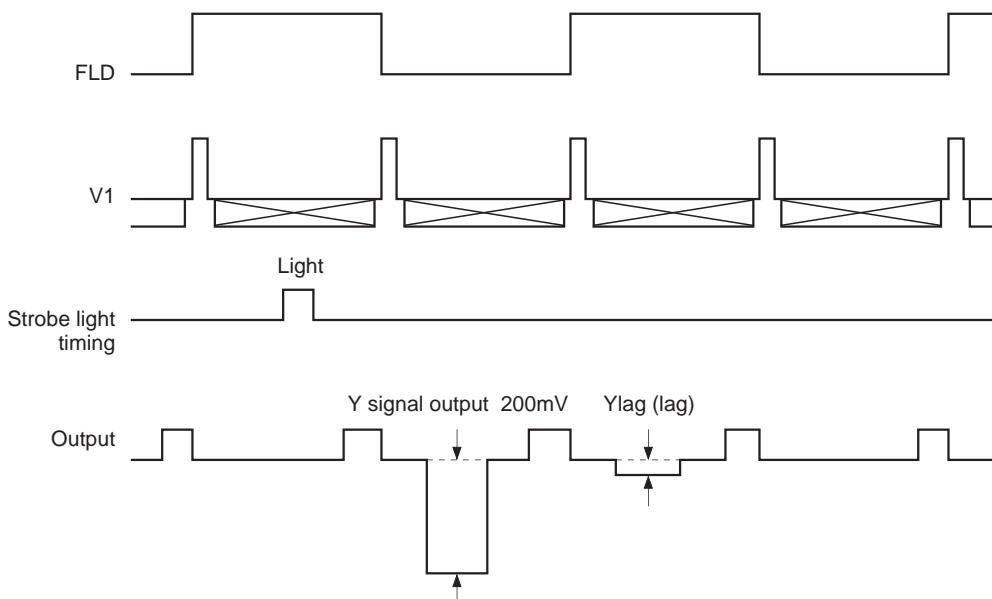 FLD
V1
Light
Strobe light
timing
Y signal output 200mV
Ylag (lag)
Output